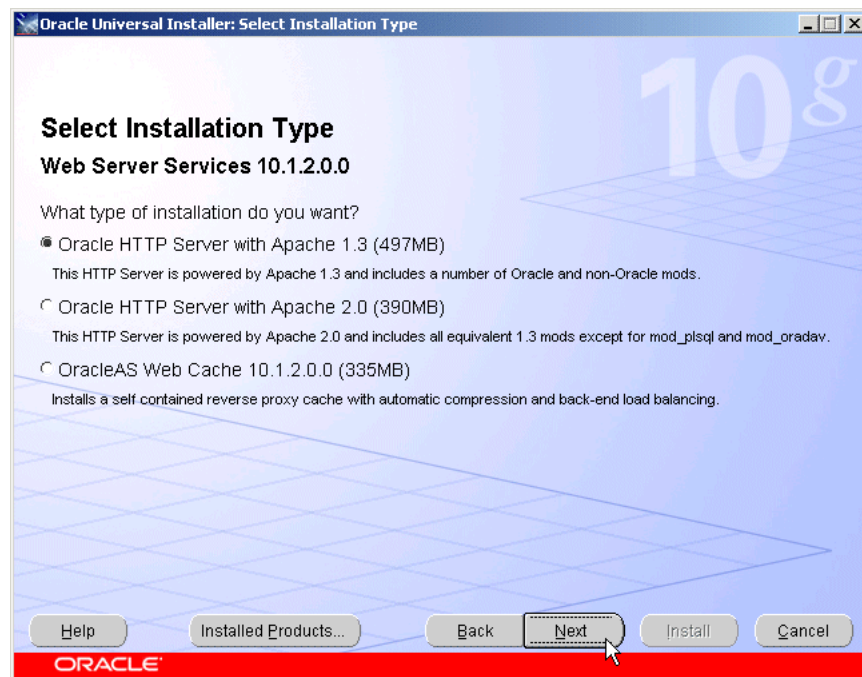 Oracle Universal Installer: Select Installation Type
10g
Select Installation Type
Web Server Services 10.1.2.0.0
What type of installation do you want?
Oracle HTTP Server with Apache 1.3 (497MB)
This HTTP Server is powered by Apache 1.3 and includes a number of Oracle and non-Oracle mods.
Oracle HTTP Server with Apache 2.0 (390MB)
This HTTP Server is powered by Apache 2.0 and includes all equivalent 1.3 mods except for mod_plsql and mod_oradav.
OracleAS Web Cache 10.1.2.0.0 (335MB)
Installs a self contained reverse proxy cache with automatic compression and back-end load balancing.
Help Installed Products... Back Next Install Cancel
ORACLE